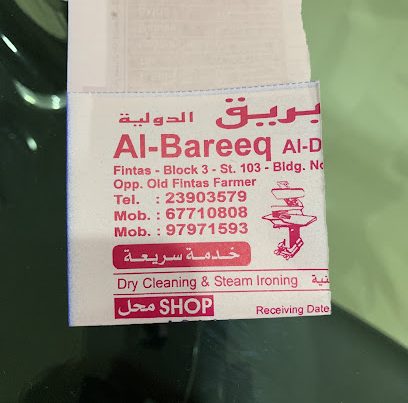 بريق الدولية
Al-Bareeq Al-D
Fintas - Block 3 - St. 103 - Bldg. No
Opp. Old Fintas Farmer
Tel. : 23903579
Mob. : 67710808
Mob. : 97971593
خدمة سريعة
Dry Cleaning & Steam Ironing
محل SHOP
Receiving Date